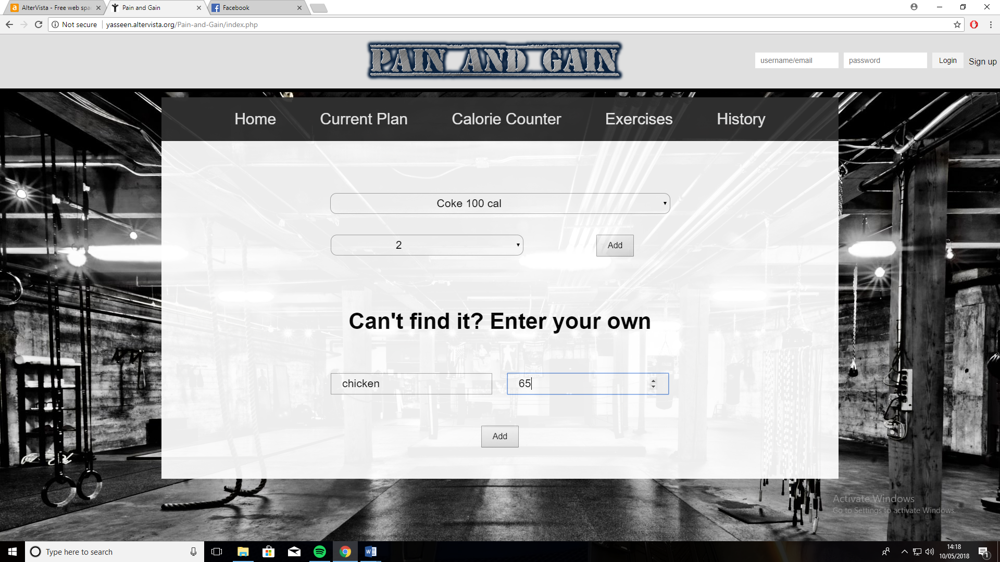 AlterVista - Free web spa
Pain and Gain
Facebook
Not secure
yasseen.altervista.org/Pain-and-Gain/index.php
PAIN AND GAIN
username/email
password
Login
Sign up
Home
Current Plan
Calorie Counter
Exercises
History
Coke 100 cal
2
Add
Can't find it? Enter your own
chicken
65
Add
Activate Windows
Go to Settings to activate Windows.
Type here to search
14:18
10/05/2018
1